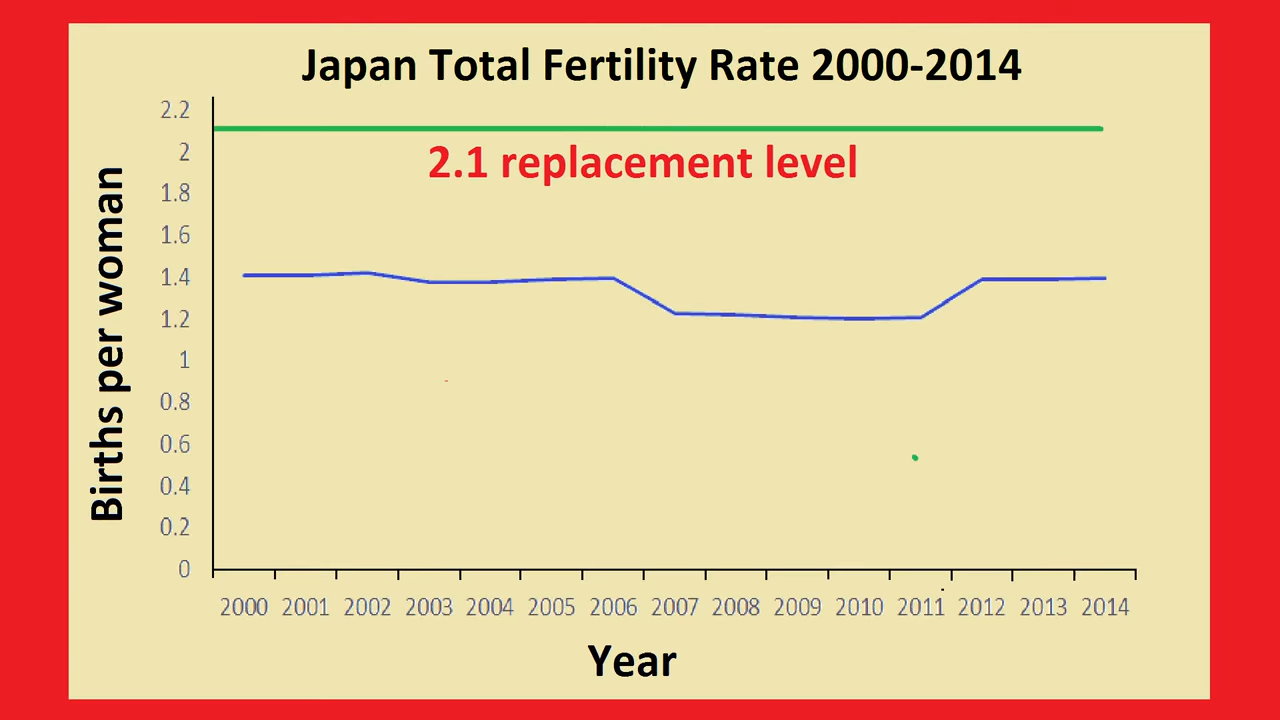 Japan Total Fertility Rate 2000-2014
2.2
2.1 replacement level
2
1.8
1.6
1.4
1.2
1
0.8
0.6
0.4
0.2
0
Births per woman
2000 2001 2002 2003 2004 2005 2006 2007 2008 2009 2010 2011 2012 2013 2014
Year